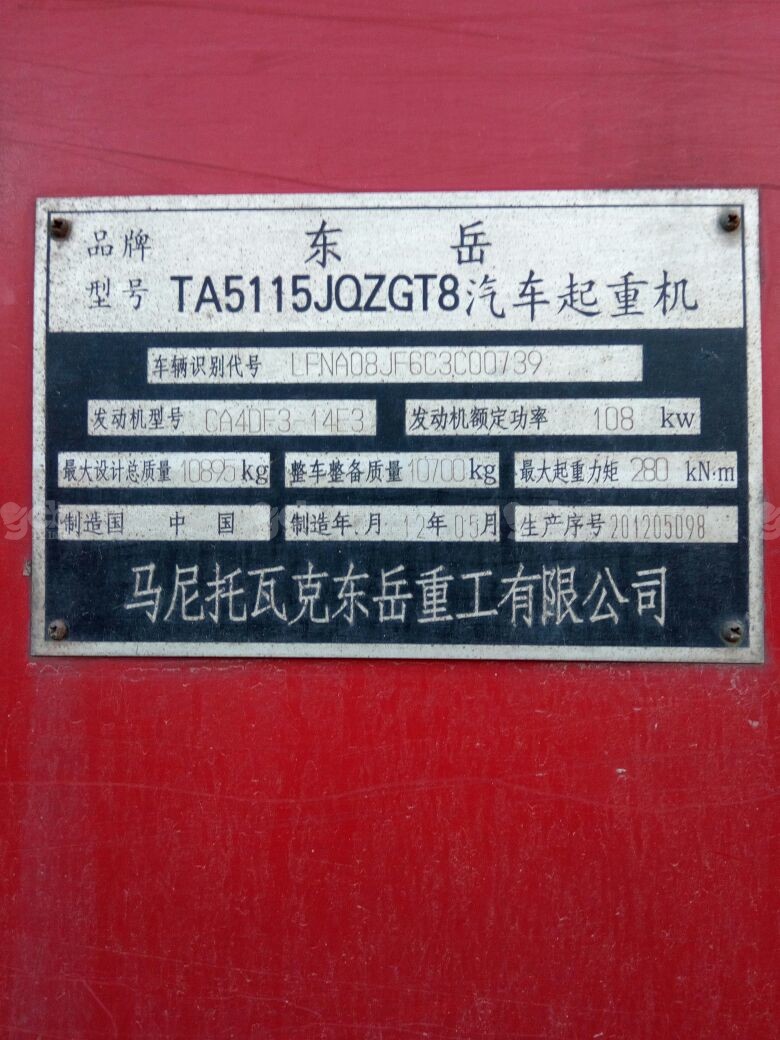 品牌 东岳
型号 TA5115JQZGT8汽车起重机
车辆识别代号 LFNA08JF6C3C00739
发动机型号 CA4DF3-14E3 发动机额定功率 108 kw
最大设计总质量 10895 kg 整车整备质量 10700 kg 最大起重力矩 280 kN·m
制造国 中国 制造年、月 12年05月 生产序号 201205098
马尼托瓦克东岳重工有限公司